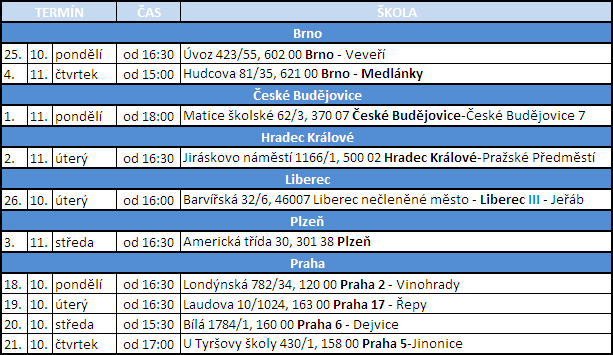 TERMÍN ČAS ŠKOLA
Brno
25. 10. pondělí od 16:30 Úvoz 423/55, 602 00 Brno - Veveří
4. 11. čtvrtek od 15:00 Hudcova 81/35, 621 00 Brno - Medlánky
České Budějovice
1. 11. pondělí od 18:00 Matice školské 62/3, 370 07 České Budějovice-České Budějovice 7
Hradec Králové
2. 11. úterý od 16:30 Jiráskovo náměstí 1166/1, 500 02 Hradec Králové-Pražské Předměstí
Liberec
26. 10. úterý od 16:00 Barvířská 32/6, 46007 Liberec nečleněné město - Liberec III - Jeřáb
Plzeň
3. 11. středa od 16:30 Americká třída 30, 301 38 Plzeň
Praha
18. 10. pondělí od 16:30 Londýnská 782/34, 120 00 Praha 2 - Vinohrady
19. 10. úterý od 16:30 Laudova 10/1024, 163 00 Praha 17 - Řepy
20. 10. středa od 15:30 Bílá 1784/1, 160 00 Praha 6 - Dejvice
21. 10. čtvrtek od 17:00 U Tyršovy školy 430/1, 158 00 Praha 5-Jinonice